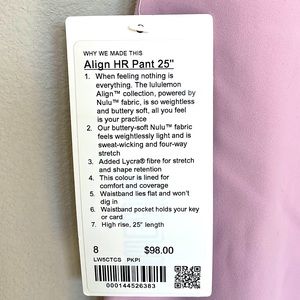 WHY WE MADE THIS
Align HR Pant 25"
1. When feeling nothing is
everything. The lululemon
Align™ collection, powered by
Nulu™ fabric, is so weightless
and buttery soft, all you feel
is your practice
2. Our buttery-soft Nulu™ fabric
feels weightlessly light and is
sweat-wicking and four-way
stretch
3. Added Lycra® fibre for stretch
and shape retention
4. This colour is lined for
comfort and coverage
5. Waistband lies flat and won't
dig in
6. Waistband pocket holds your key
or card
7. High rise, 25" length
8 $98.00
LW5CTCS PKPI
000144526383